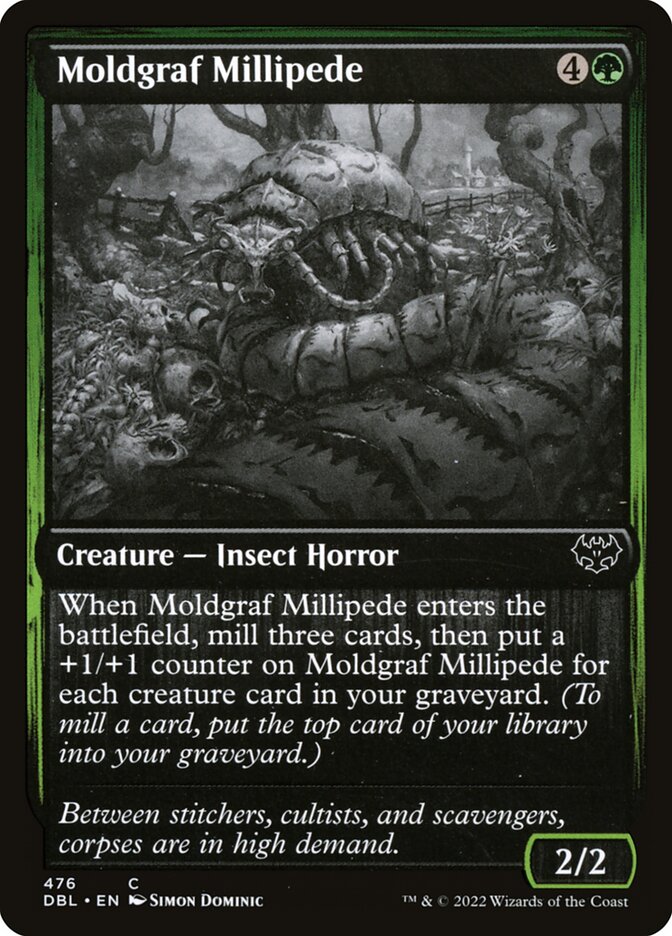 Moldgraf Millipede 4
Creature — Insect Horror
When Moldgraf Millipede enters the
battlefield, mill three cards, then put a
+1/+1 counter on Moldgraf Millipede for
each creature card in your graveyard. (To
mill a card, put the top card of your library
into your graveyard.)
Between stitchers, cultists, and scavengers,
corpses are in high demand.
2/2
476 C
DBL • EN Simon Dominic ™ & © 2022 Wizards of the Coast